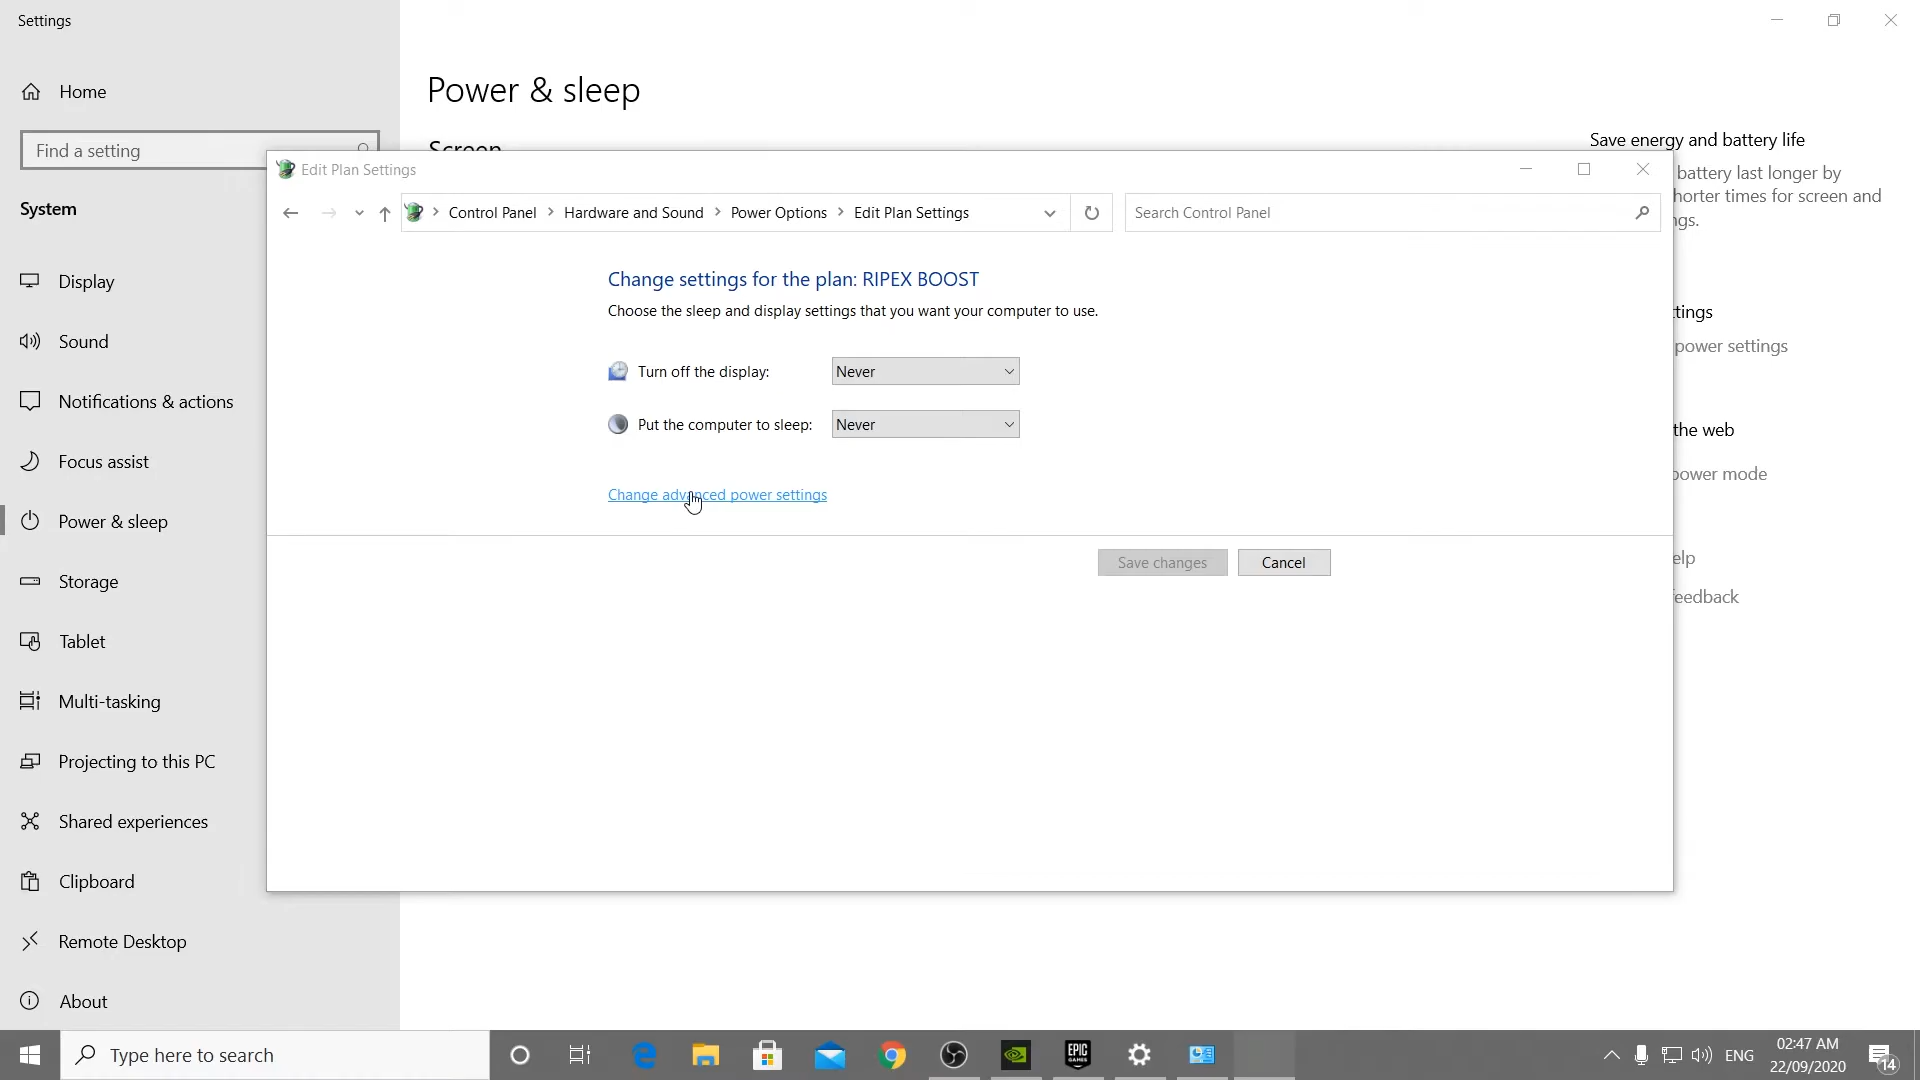 Settings
Home
Find a setting
System
Display
Sound
Notifications & actions
Focus assist
Power & sleep
Storage
Tablet
Multi-tasking
Projecting to this PC
Shared experiences
Clipboard
Remote Desktop
About
Power & sleep
Screen
Save energy and battery life
battery last longer by
horter times for screen and
ngs.
ttings
power settings
the web
power mode
elp
feedback
Edit Plan Settings
Control Panel > Hardware and Sound > Power Options > Edit Plan Settings
Search Control Panel
Change settings for the plan: RIPEX BOOST
Choose the sleep and display settings that you want your computer to use.
Turn off the display: Never
Put the computer to sleep: Never
Change advanced power settings
Save changes Cancel
Type here to search
EPIC
GAMES
ENG
02:47 AM
22/09/2020
14